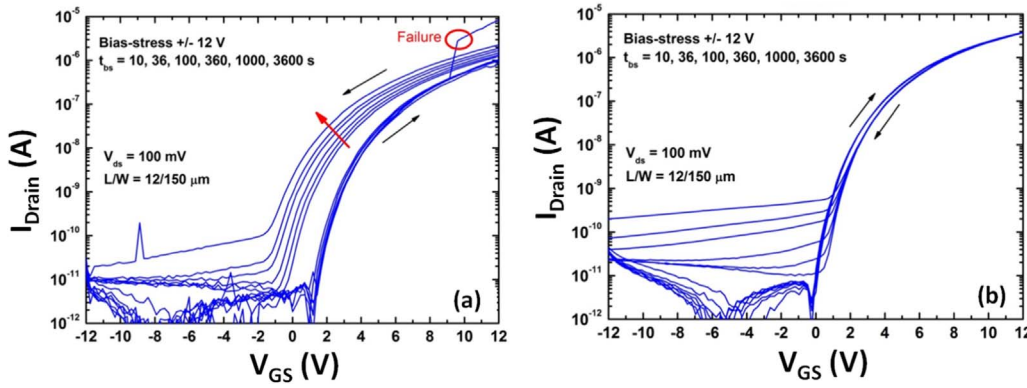 10⁻⁵
10⁻⁶
10⁻⁷
10⁻⁸
10⁻⁹
10⁻¹⁰
10⁻¹¹
10⁻¹²
I_Drain (A)
Bias-stress +/- 12 V
t_bs = 10, 36, 100, 360, 1000, 3600 s
Failure
V_ds = 100 mV
L/W = 12/150 μm
(a)
-12 -10 -8 -6 -4 -2 0 2 4 6 8 10 12
V_GS (V)
10⁻⁵
10⁻⁶
10⁻⁷
10⁻⁸
10⁻⁹
10⁻¹⁰
10⁻¹¹
10⁻¹²
I_Drain (A)
Bias-stress +/- 12 V
t_bs = 10, 36, 100, 360, 1000, 3600 s
V_ds = 100 mV
L/W = 12/150 μm
(b)
-12 -10 -8 -6 -4 -2 0 2 4 6 8 10 12
V_GS (V)